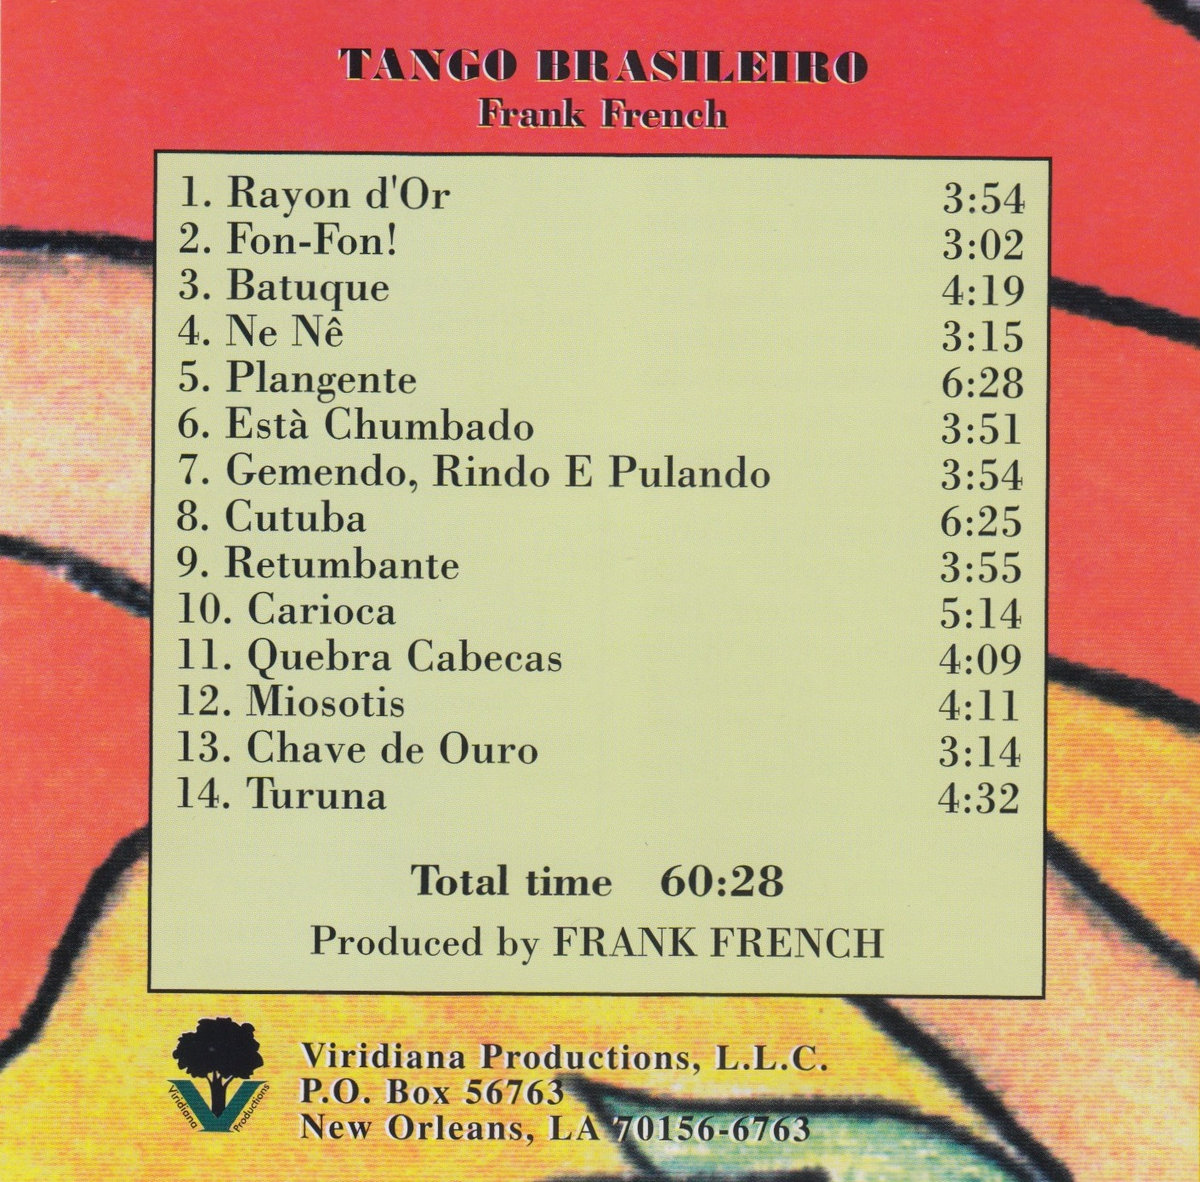 TANGO BRASILEIRO
Frank French
1. Rayon d'Or 3:54
2. Fon-Fon! 3:02
3. Batuque 4:19
4. Ne Nê 3:15
5. Plangente 6:28
6. Està Chumbado 3:51
7. Gemendo, Rindo E Pulando 3:54
8. Cutuba 6:25
9. Retumbante 3:55
10. Carioca 5:14
11. Quebra Cabecas 4:09
12. Miosotis 4:11
13. Chave de Ouro 3:14
14. Turuna 4:32
Total time 60:28
Produced by FRANK FRENCH
Viridiana Productions, L.L.C.
P.O. Box 56763
New Orleans, LA 70156-6763
Viridiana Productions